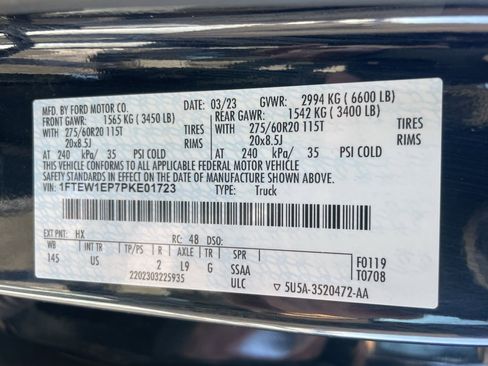 MFD. BY FORD MOTOR CO. 03/23 GVWR: 2994 KG ( 6600 LB)
FRONT GAWR: 1565 KG ( 3450 LB) REAR GAWR: 1542 KG ( 3400 LB)
WITH 275/60R20 115T TIRES WITH 275/60R20 115T TIRES
20x8.5J RIMS 20x8.5J RIMS
AT 240 kPa/ 35 PSI COLD AT 240 kPa/ 35 PSI COLD
THIS VEHICLE CONFORMS TO ALL APPLICABLE FEDERAL MOTOR VEHICLE
SAFETY STANDARDS IN EFFECT ON THE DATE OF MANUFACTURE SHOWN ABOVE.
VIN: 1FTEW1EP7PKE01723 TYPE: Truck
EXT PNT: HX RC: 48 DSO:
WB INT TR TP/PS R AXLE TR SPR F0119
145 US 2 L9 G SSAA T0708
2202303225935 ULC ▽ 5U5A-3520472-AA